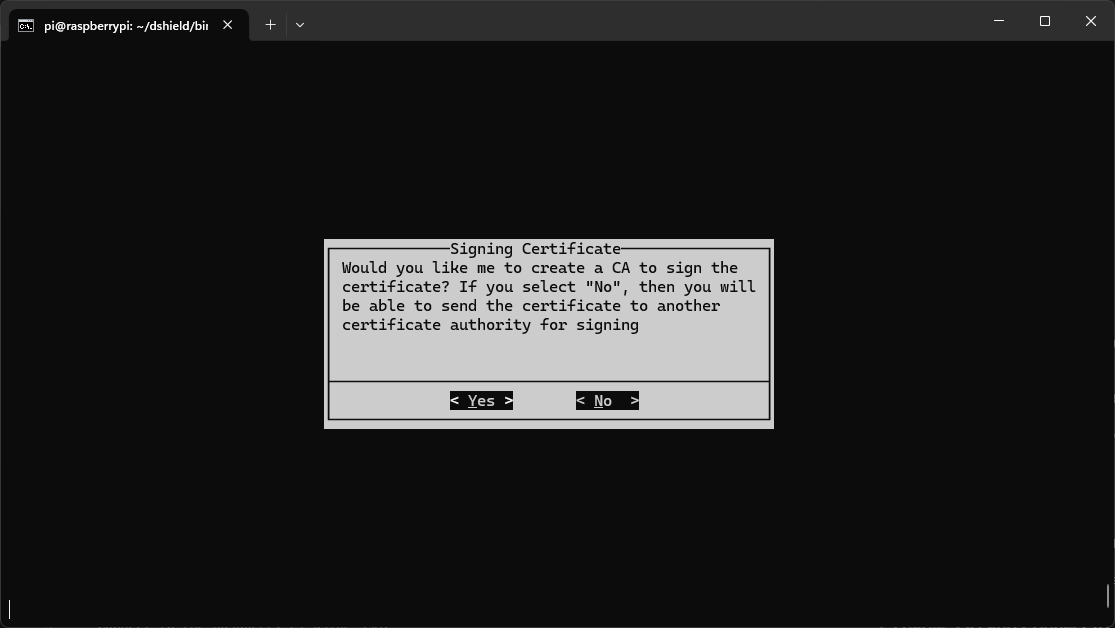 pi@raspberrypi: ~/dshield/bin
Signing Certificate
Would you like me to create a CA to sign the
certificate? If you select "No", then you will
be able to send the certificate to another
certificate authority for signing
< Yes > < No >